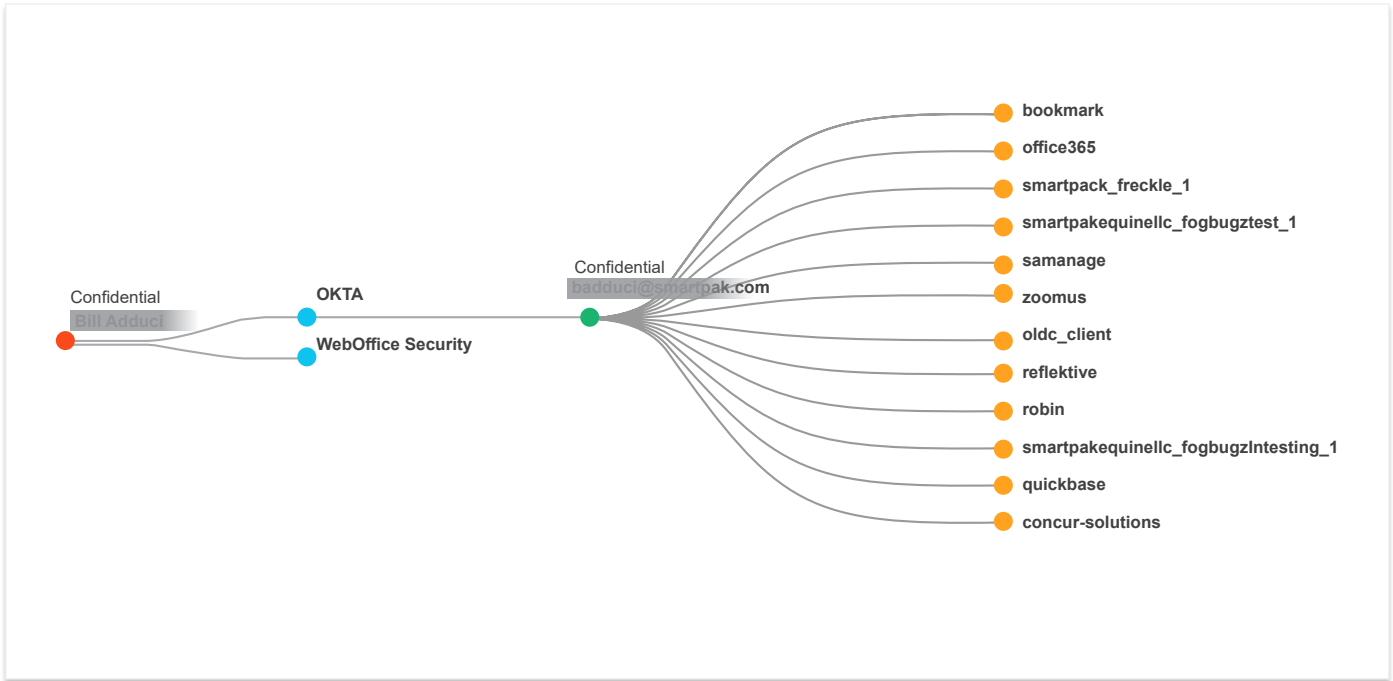 Confidential
Bill Adduci
OKTA
WebOffice Security
Confidential
badduci@smartpak.com
bookmark
office365
smartpack_freckle_1
smartpakequinellc_fogbugztest_1
samanage
zoomus
oldc_client
reflektive
robin
smartpakequinellc_fogbugzIntesting_1
quickbase
concur-solutions